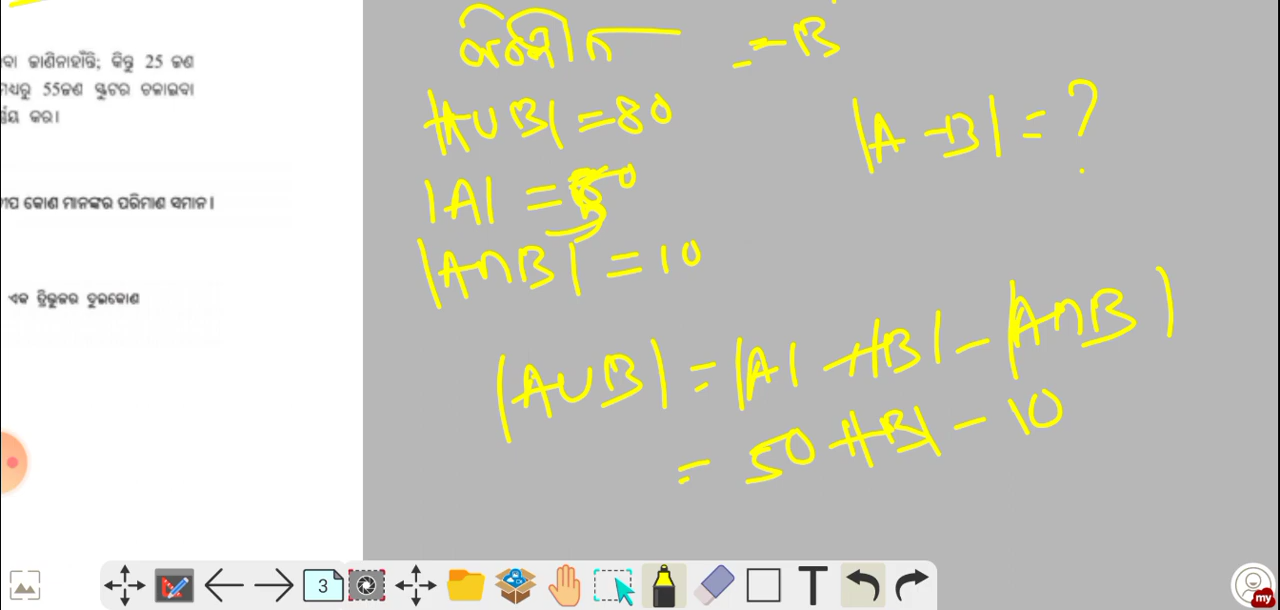 ବା ଜାଣିନାହାଁନ୍ତି; କିନ୍ତୁ 25 ଜଣ
ମଧ୍ୟରୁ 55ଜଣ ସ୍କୁଟର ଚଳାଇବା
କର।
କୋଣ ମାନଙ୍କର ପରିମାଣ ସମାନ।
ଏକ ତ୍ରିଭୁଜର ଦୁଇକୋଣ
= -B
|A∪B| = 80
|A - B| = ?
|A| = 50
|A∩B| = 10
|A∪B| = |A| + |B| - |A∩B|
= 50 + |B| - 10
3
T
my